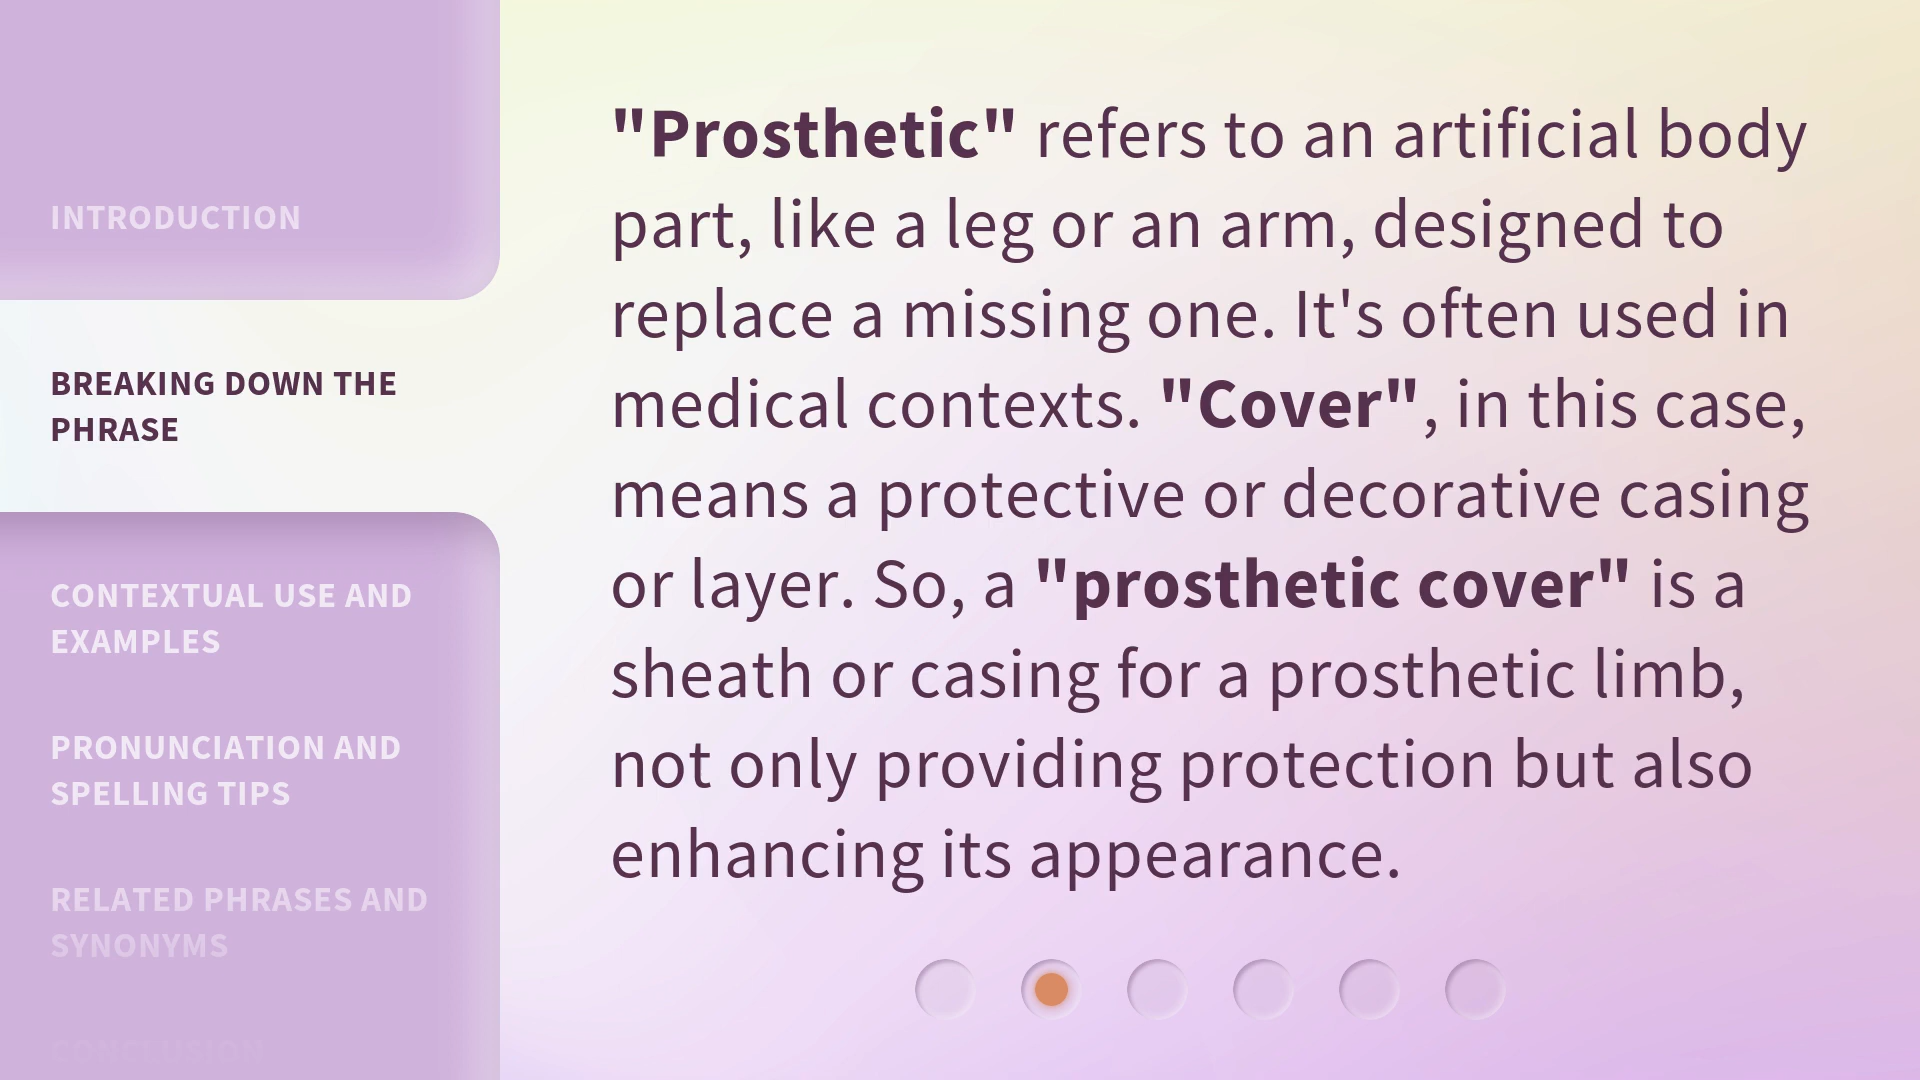 INTRODUCTION
BREAKING DOWN THE
PHRASE
CONTEXTUAL USE AND
EXAMPLES
PRONUNCIATION AND
SPELLING TIPS
RELATED PHRASES AND
SYNONYMS
CONCLUSION
"Prosthetic" refers to an artificial body
part, like a leg or an arm, designed to
replace a missing one. It's often used in
medical contexts. "Cover", in this case,
means a protective or decorative casing
or layer. So, a "prosthetic cover" is a
sheath or casing for a prosthetic limb,
not only providing protection but also
enhancing its appearance.